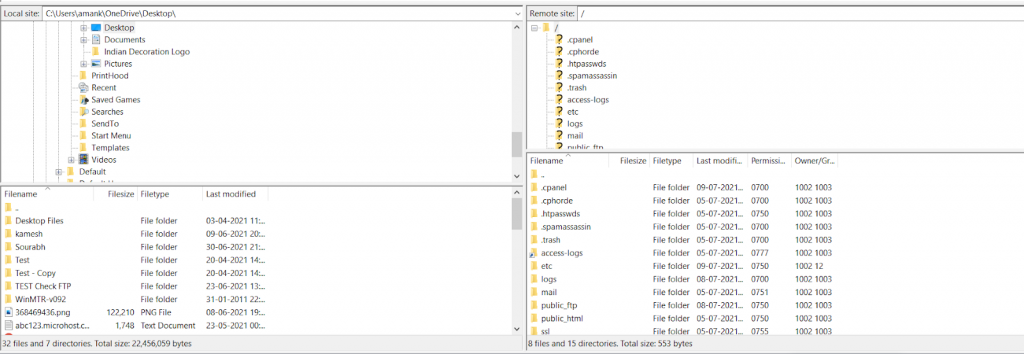 Local site: C:\Users\amank\OneDrive\Desktop\
Desktop
Documents
Indian Decoration Logo
Pictures
PrintHood
Recent
Saved Games
Searches
SendTo
Start Menu
Templates
Videos
Default
Filename Filesize Filetype Last modified
..
Desktop Files File folder 03-04-2021 11:...
kamesh File folder 09-06-2021 20:...
Sourabh File folder 30-06-2021 21:...
Test File folder 20-04-2021 14:...
Test - Copy File folder 20-04-2021 14:...
TEST Check FTP File folder 23-06-2021 13:...
WinMTR-v092 File folder 31-01-2011 22:...
368469436.png 122,210 PNG File 08-06-2021 19:...
abc123.microhost.c... 1,748 Text Document 23-05-2021 00:...
32 files and 7 directories. Total size: 22,456,059 bytes
Remote site: /
/
.cpanel
.cphorde
.htpasswds
.spamassassin
.trash
access-logs
etc
logs
mail
public_ftp
Filename Filesize Filetype Last modifi... Permissi... Owner/Gr...
..
.cpanel File folder 09-07-2021... 0700 1002 1003
.cphorde File folder 05-07-2021... 0700 1002 1003
.htpasswds File folder 05-07-2021... 0750 1002 1003
.spamassassin File folder 05-07-2021... 0700 1002 1003
.trash File folder 05-07-2021... 0700 1002 1003
access-logs File folder 05-07-2021... 0777 1002 1003
etc File folder 09-07-2021... 0750 1002 12
logs File folder 08-07-2021... 0700 1002 1003
mail File folder 05-07-2021... 0751 1002 1003
public_ftp File folder 08-07-2021... 0750 1002 1003
public_html File folder 05-07-2021... 0750 1002 1003
ssl File folder 05-07-2021... 0755 1002 1003
8 files and 15 directories. Total size: 553 bytes